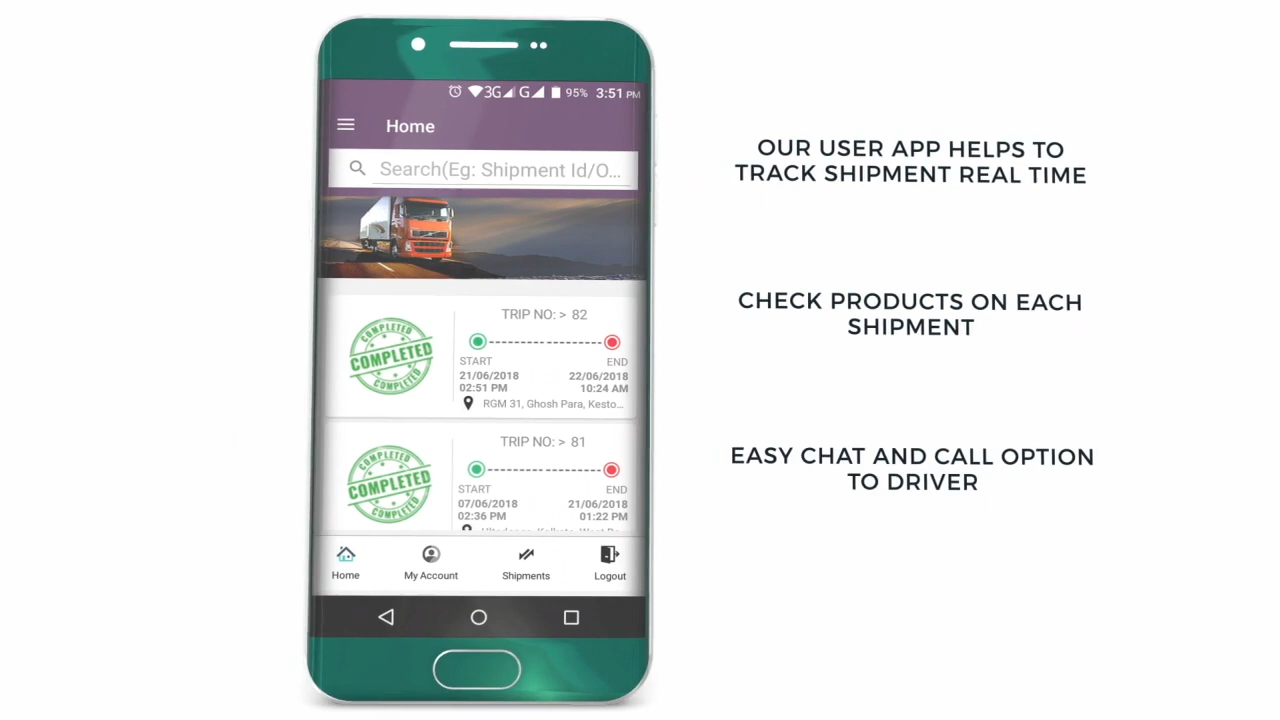 3G G 95% 3:51 PM
Home
Search(Eg: Shipment Id/O...
TRIP NO: > 82
COMPLETED
COMPLETED
COMPLETED
START END
21/06/2018 22/06/2018
02:51 PM 10:24 AM
RGM 31, Ghosh Para, Kesto...
TRIP NO: > 81
COMPLETED
COMPLETED
COMPLETED
START END
07/06/2018 21/06/2018
02:36 PM 01:22 PM
Home My Account Shipments Logout
OUR USER APP HELPS TO
TRACK SHIPMENT REAL TIME
CHECK PRODUCTS ON EACH
SHIPMENT
EASY CHAT AND CALL OPTION
TO DRIVER